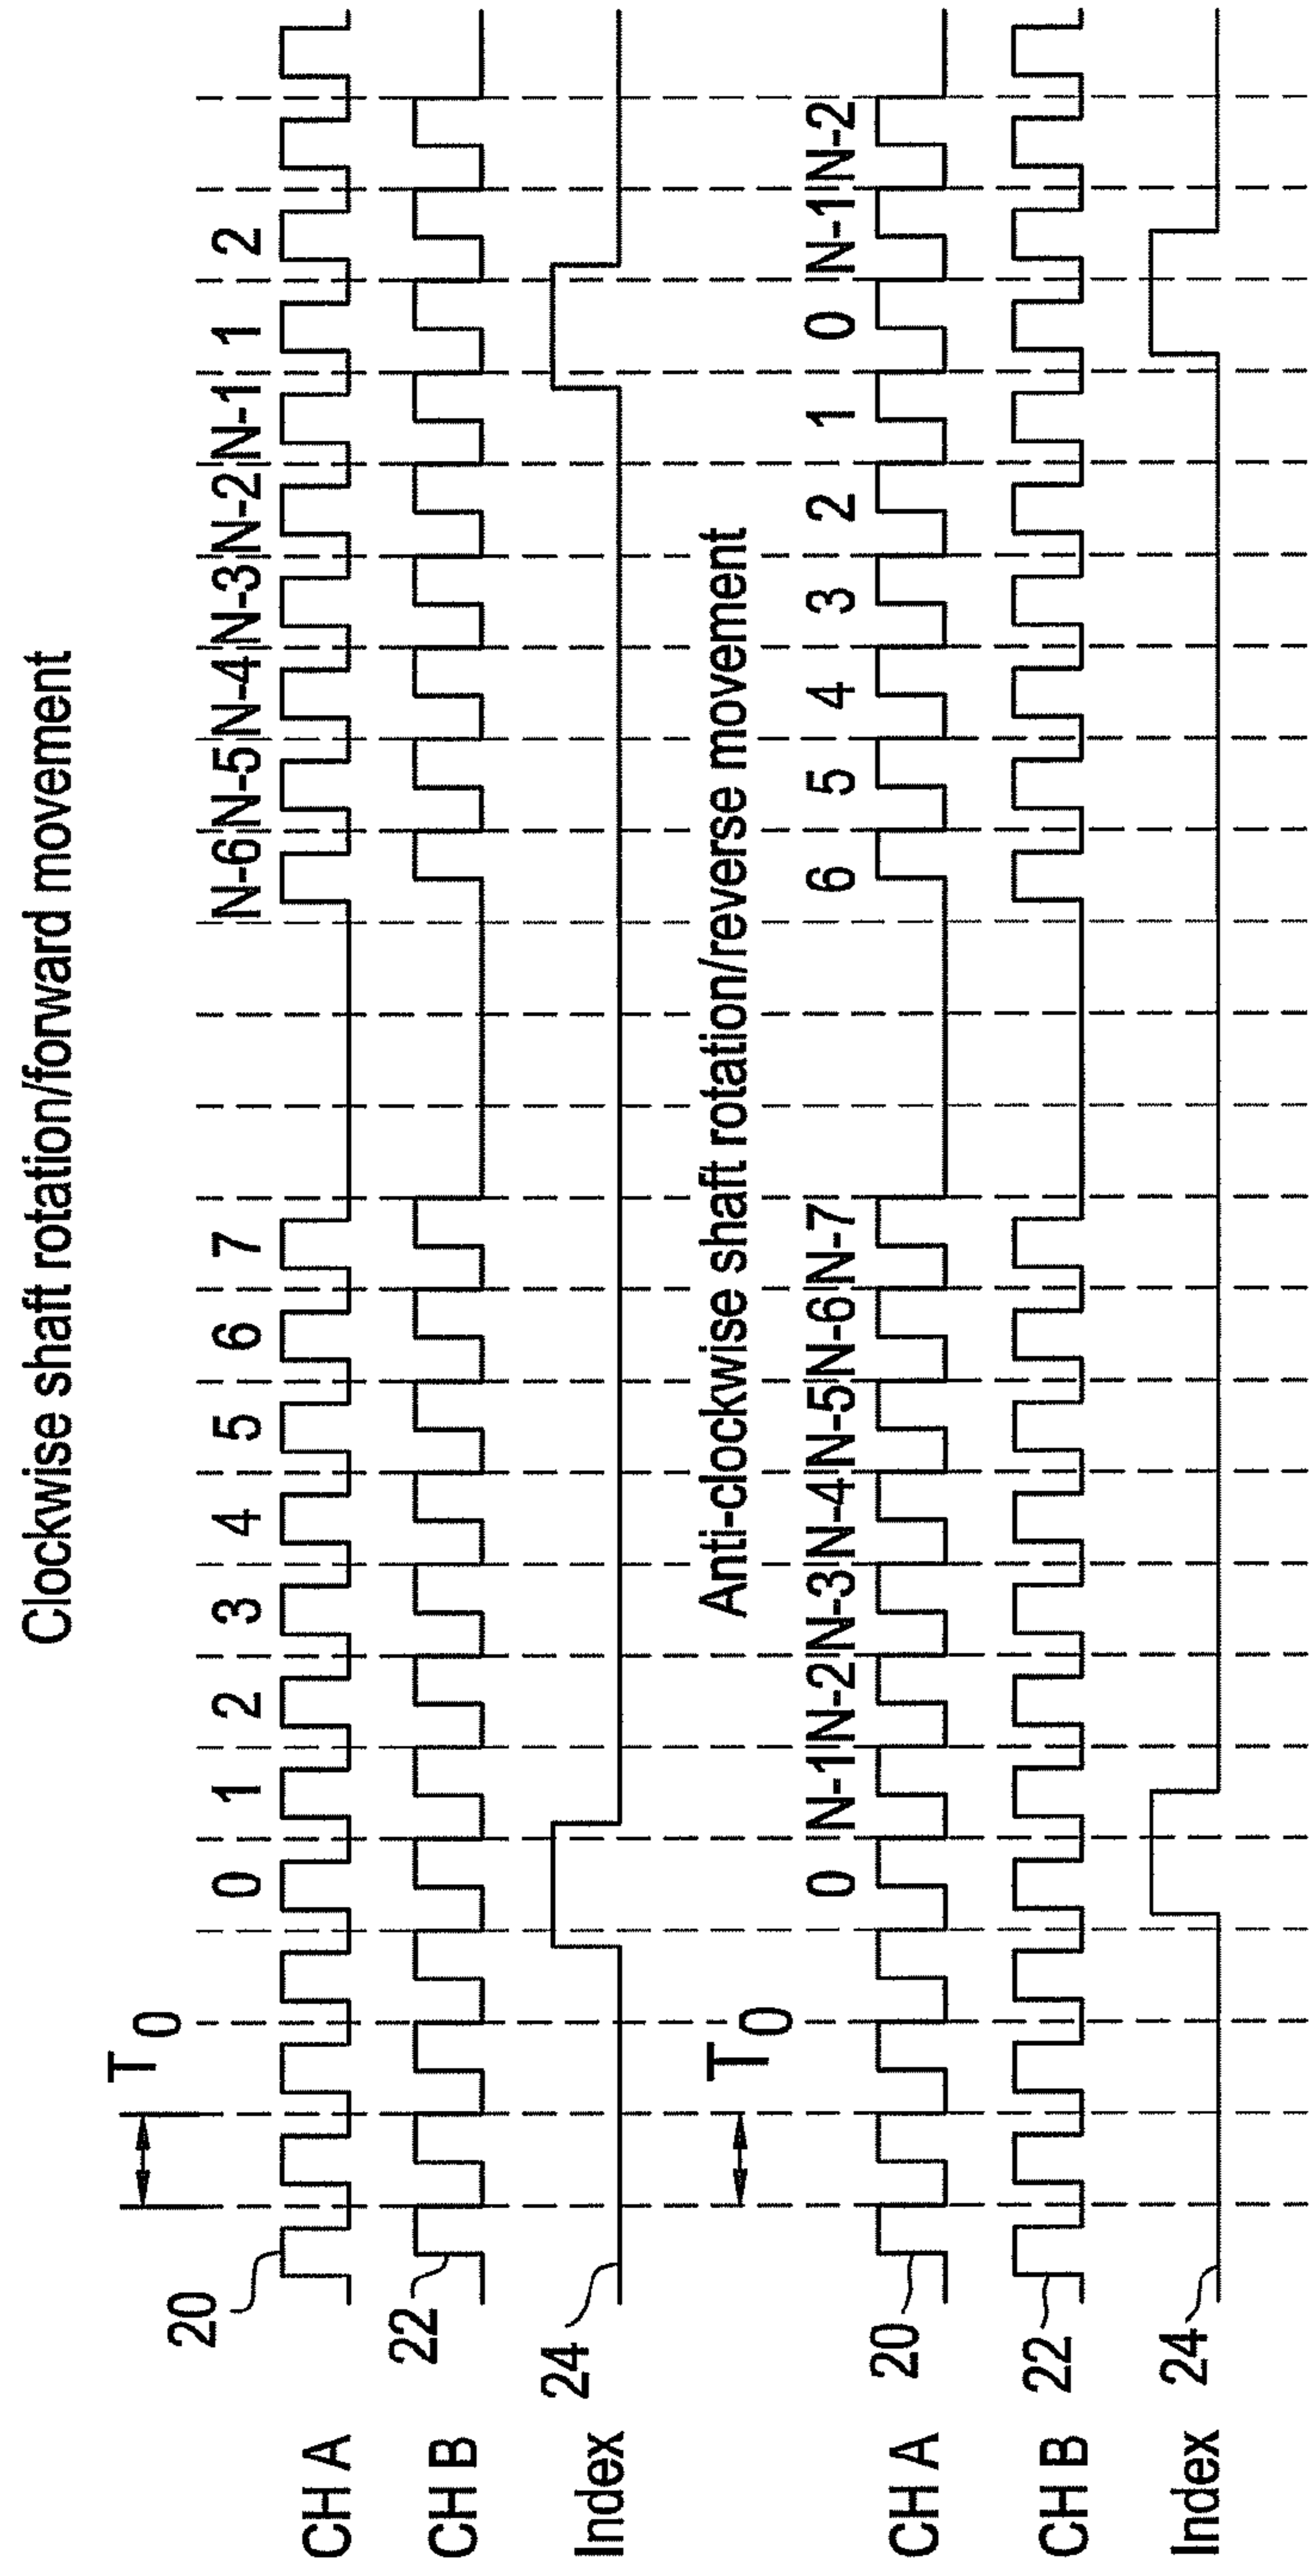 Clockwise shaft rotation/forward movement
T0
0 1 2 3 4 5 6 7 N-6 N-5 N-4 N-3 N-2 N-1 1 2
20
CH A
22
CH B
24
Index
Anti-clockwise shaft rotation/reverse movement
T0
0 N-1 N-2 N-3 N-4 N-5 N-6 N-7 6 5 4 3 2 1 0 N-1 N-2
20
CH A
22
CH B
24
Index